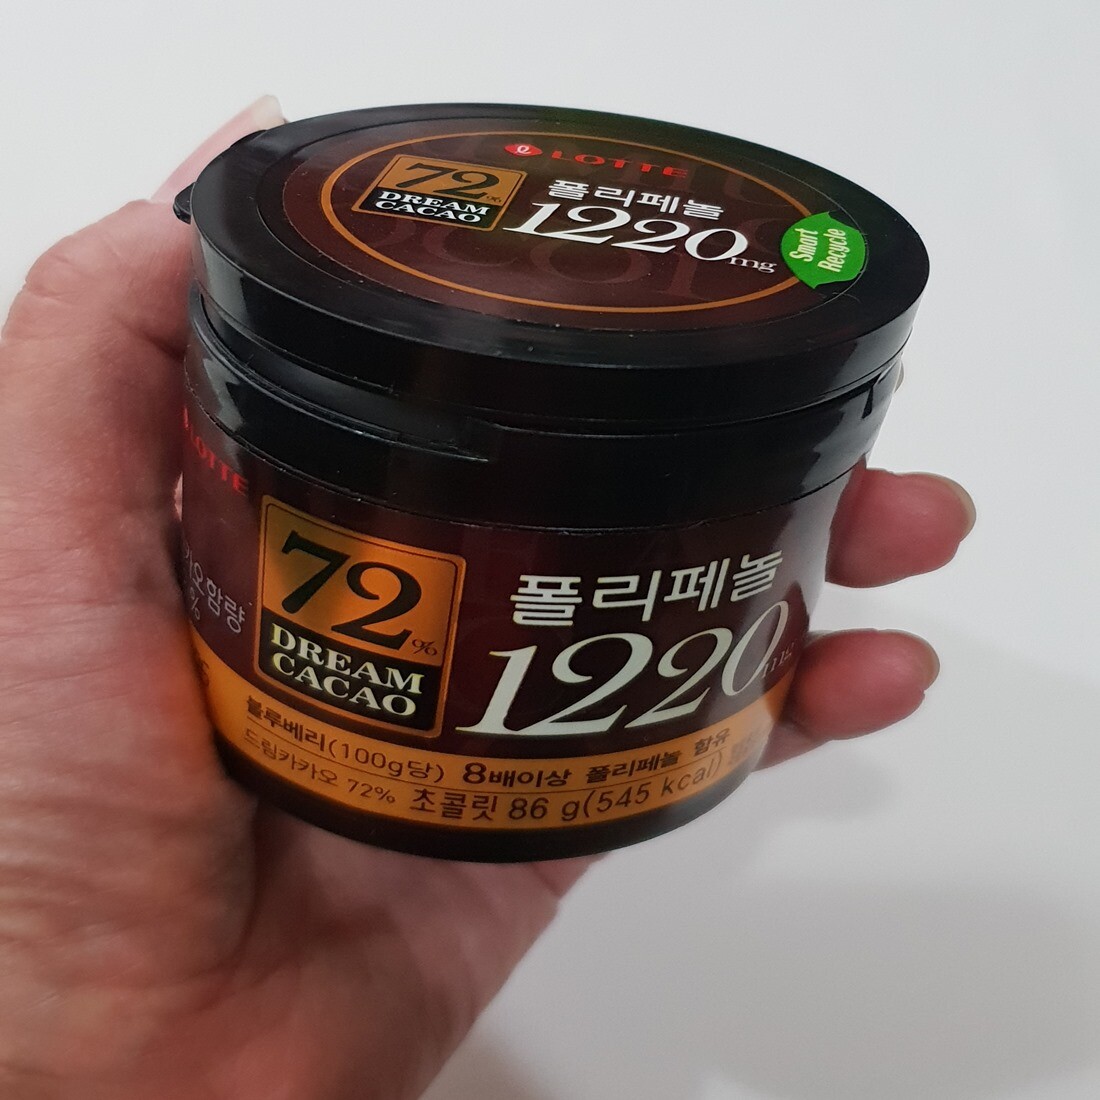 LOTTE
72%
DREAM
CACAO
폴리페놀
1220mg
Smart
Recycle
LOTTE
72%
DREAM
CACAO
폴리페놀
1220
블루베리(100g당) 8배이상 폴리페놀 함유
드림카카오 72% 초콜릿 86 g(545 kcal)